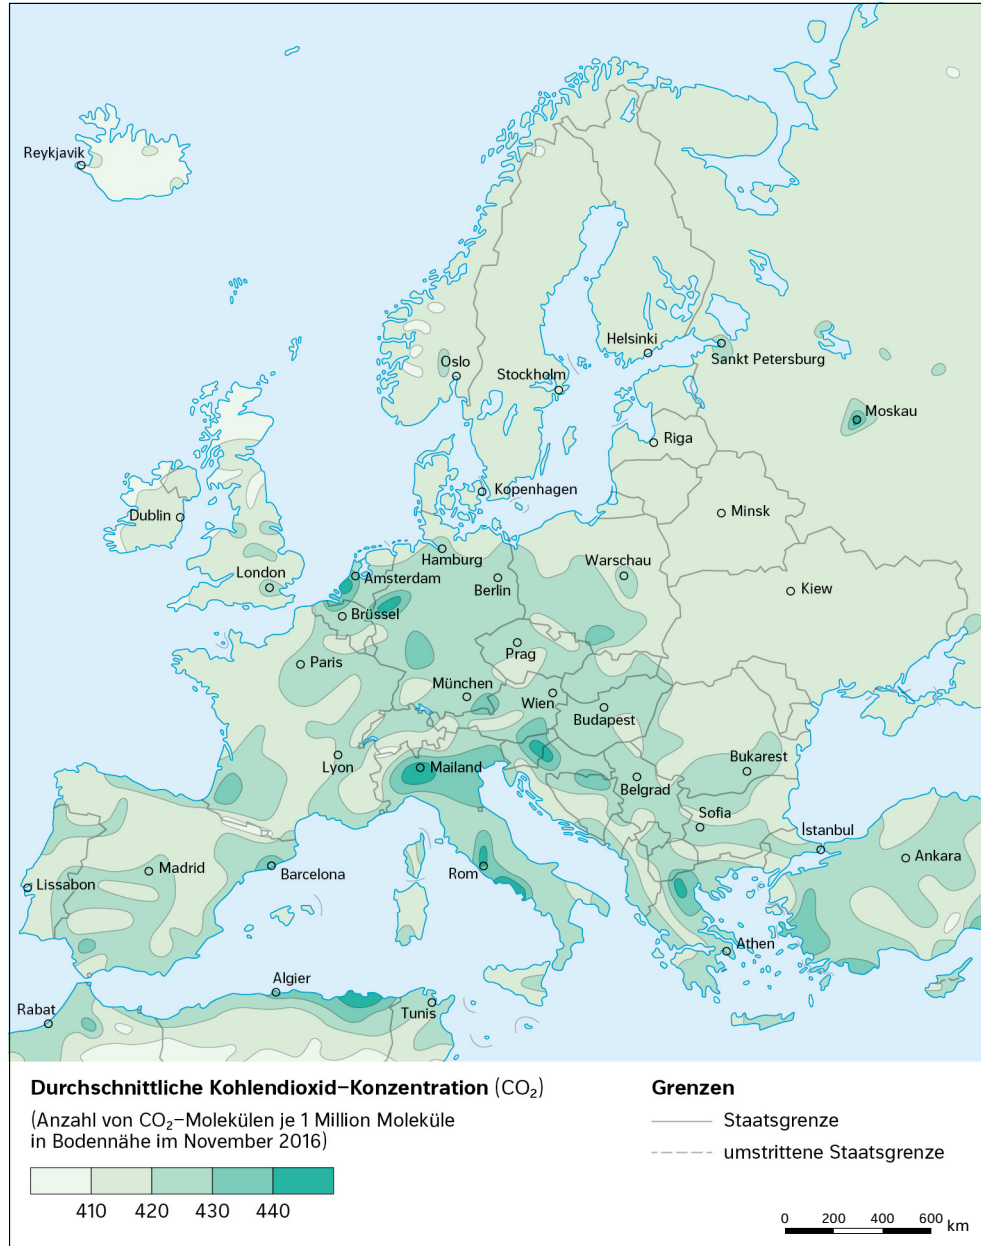 Reykjavik
Oslo
Helsinki
Sankt Petersburg
Stockholm
Moskau
Riga
Kopenhagen
Dublin
Minsk
Hamburg
Warschau
London
Amsterdam
Berlin
Kiew
Brüssel
Paris
Prag
München
Wien
Budapest
Lyon
Mailand
Bukarest
Belgrad
Sofia
İstanbul
Madrid
Barcelona
Rom
Ankara
Lissabon
Athen
Algier
Rabat
Tunis
Durchschnittliche Kohlendioxid–Konzentration (CO₂)
(Anzahl von CO₂–Molekülen je 1 Million Moleküle
in Bodennähe im November 2016)
410 420 430 440
Grenzen
Staatsgrenze
umstrittene Staatsgrenze
0 200 400 600 km